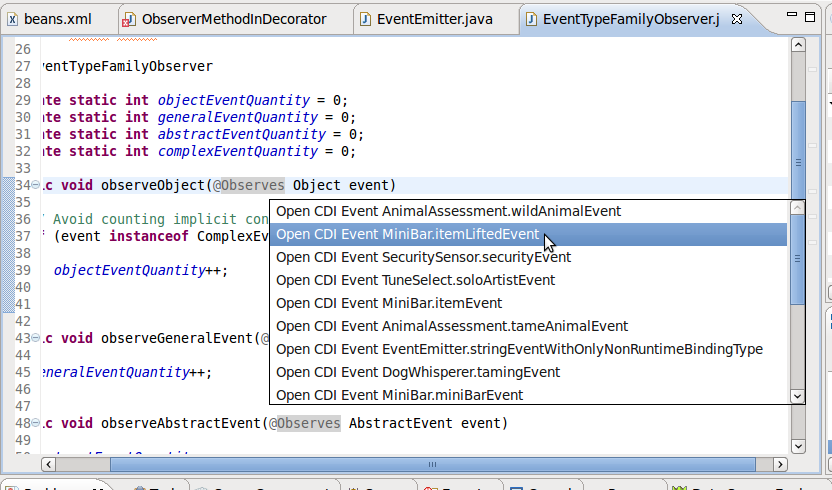 beans.xml ObserverMethodInDecorator EventEmitter.java EventTypeFamilyObserver.j
26
27 ventTypeFamilyObserver
28
29 ate static int objectEventQuantity = 0;
30 ate static int generalEventQuantity = 0;
31 ate static int abstractEventQuantity = 0;
32 ate static int complexEventQuantity = 0;
33
34 ic void observeObject(@Observes Object event)
35
36 Avoid counting implicit con
37 f (event instanceof ComplexEv
38
39 objectEventQuantity++;
40
41
42
43 ic void observeGeneralEvent(@
44
45 eneralEventQuantity++;
46
47
48 ic void observeAbstractEvent(@Observes AbstractEvent event)
49
Open CDI Event AnimalAssessment.wildAnimalEvent
Open CDI Event MiniBar.itemLiftedEvent
Open CDI Event SecuritySensor.securityEvent
Open CDI Event TuneSelect.soloArtistEvent
Open CDI Event MiniBar.itemEvent
Open CDI Event AnimalAssessment.tameAnimalEvent
Open CDI Event EventEmitter.stringEventWithOnlyNonRuntimeBindingType
Open CDI Event DogWhisperer.tamingEvent
Open CDI Event MiniBar.miniBarEvent